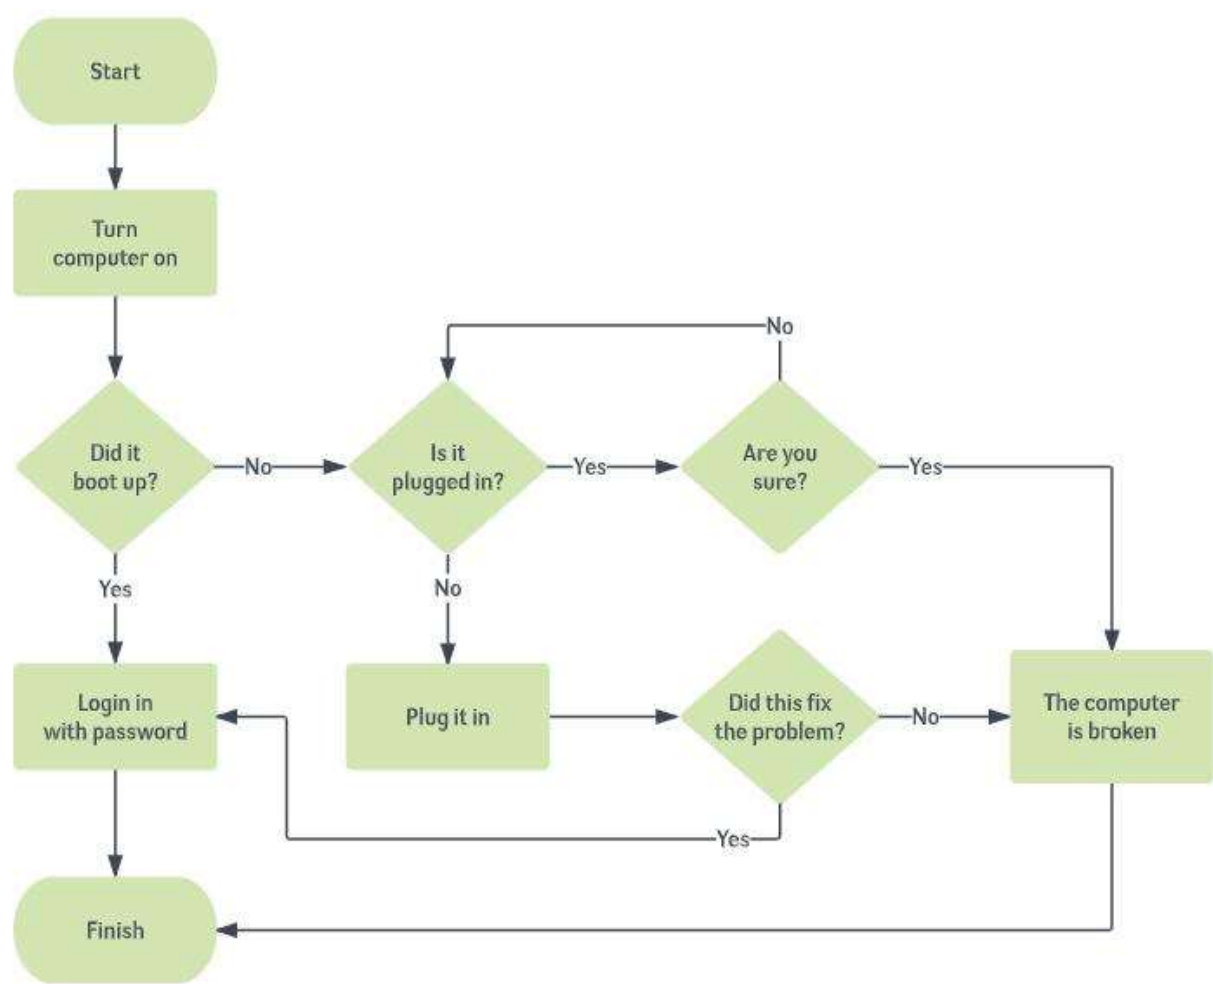 Start
Turn
computer on
No
Did it
boot up?
No
Is it
plugged in?
Yes
Are you
sure?
Yes
Yes
No
Login in
with password
Plug it in
Did this fix
the problem?
No
The computer
is broken
Yes
Finish